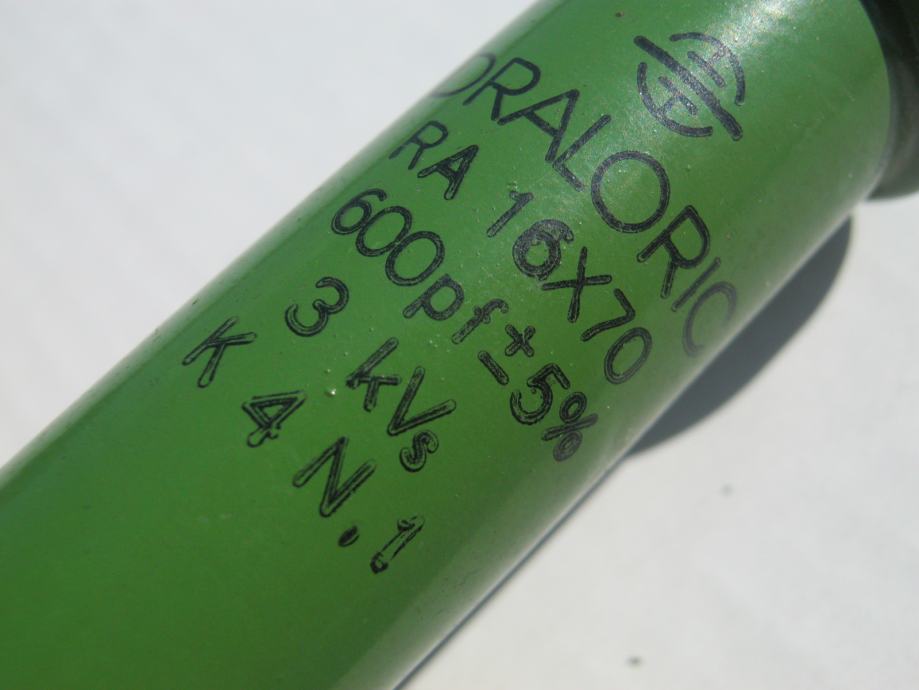 DRALORIC
RA 16X70
600pf±5%
3 kVs
K 4 N.1